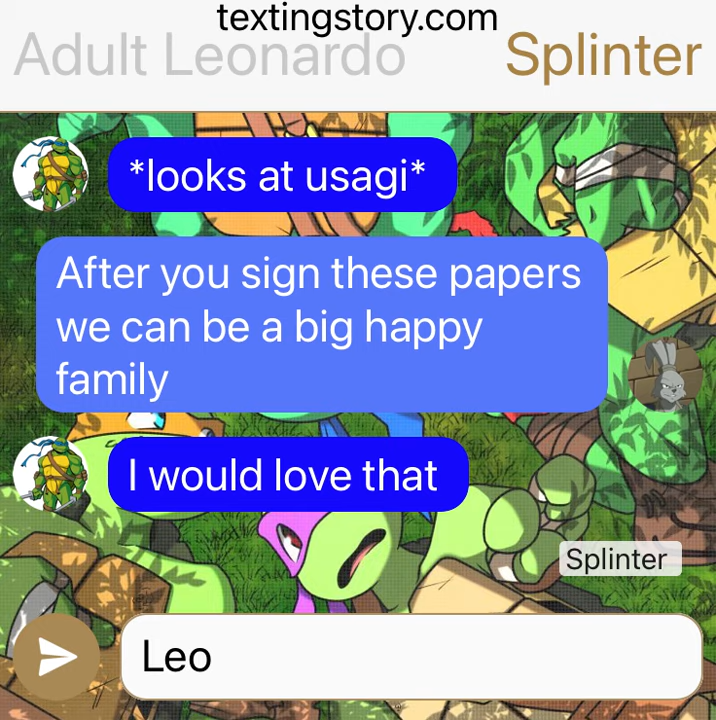 textingstory.com
Adult Leonardo Splinter
*looks at usagi*
After you sign these papers
we can be a big happy
family
I would love that
Splinter
Leo